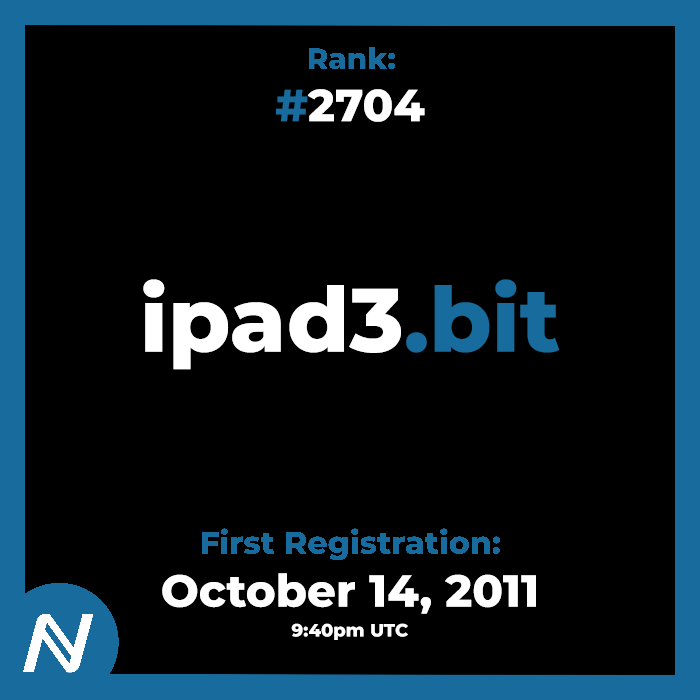 Rank:
#2704
ipad3.bit
First Registration:
October 14, 2011
9:40pm UTC
N